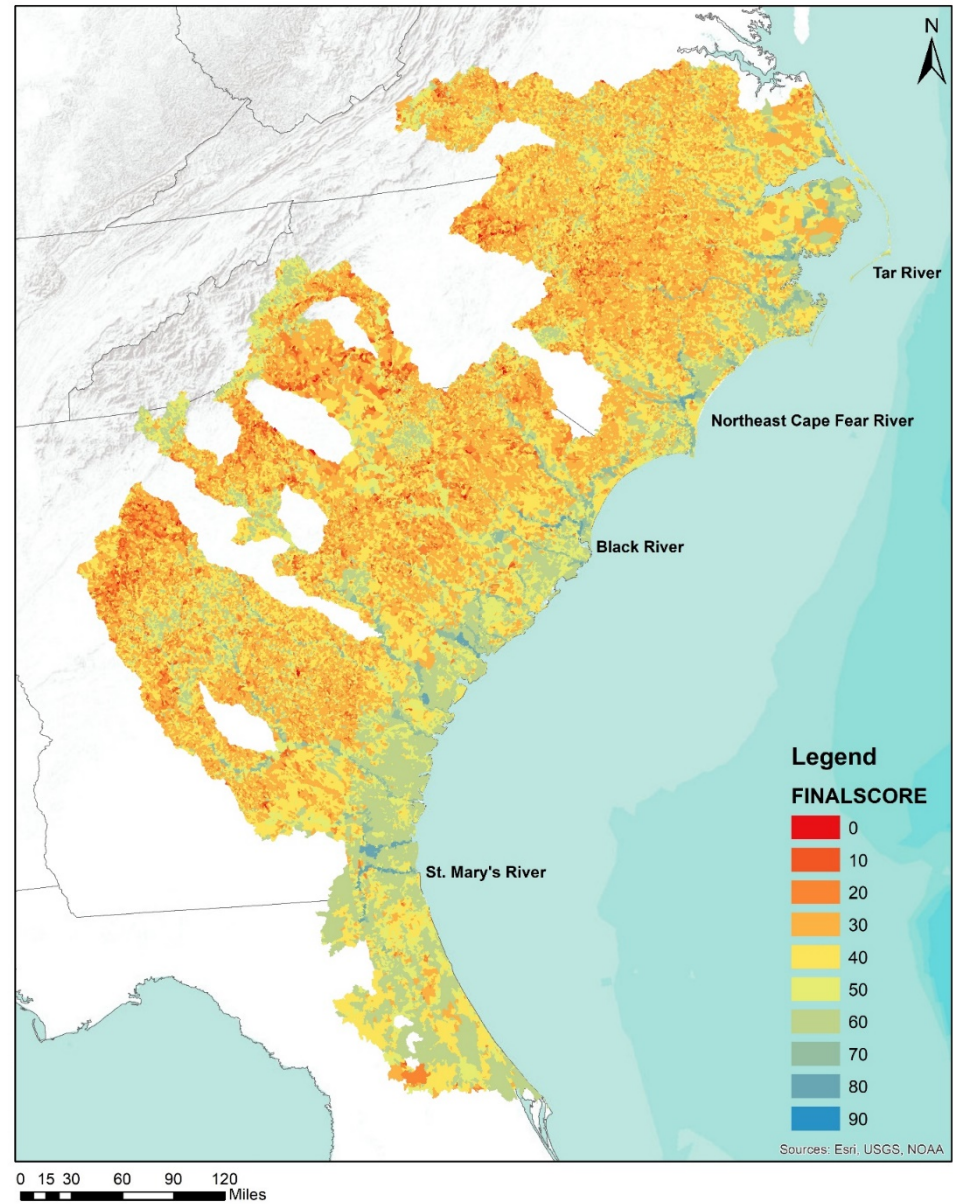 N
Tar River
Northeast Cape Fear River
Black River
St. Mary's River
Legend
FINALSCORE
0
10
20
30
40
50
60
70
80
90
Sources: Esri, USGS, NOAA
0 15 30 60 90 120
Miles